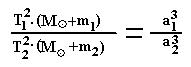 T₁²·(M☉+m₁) / T₂²·(M☉+m₂) = a₁³ / a₂³